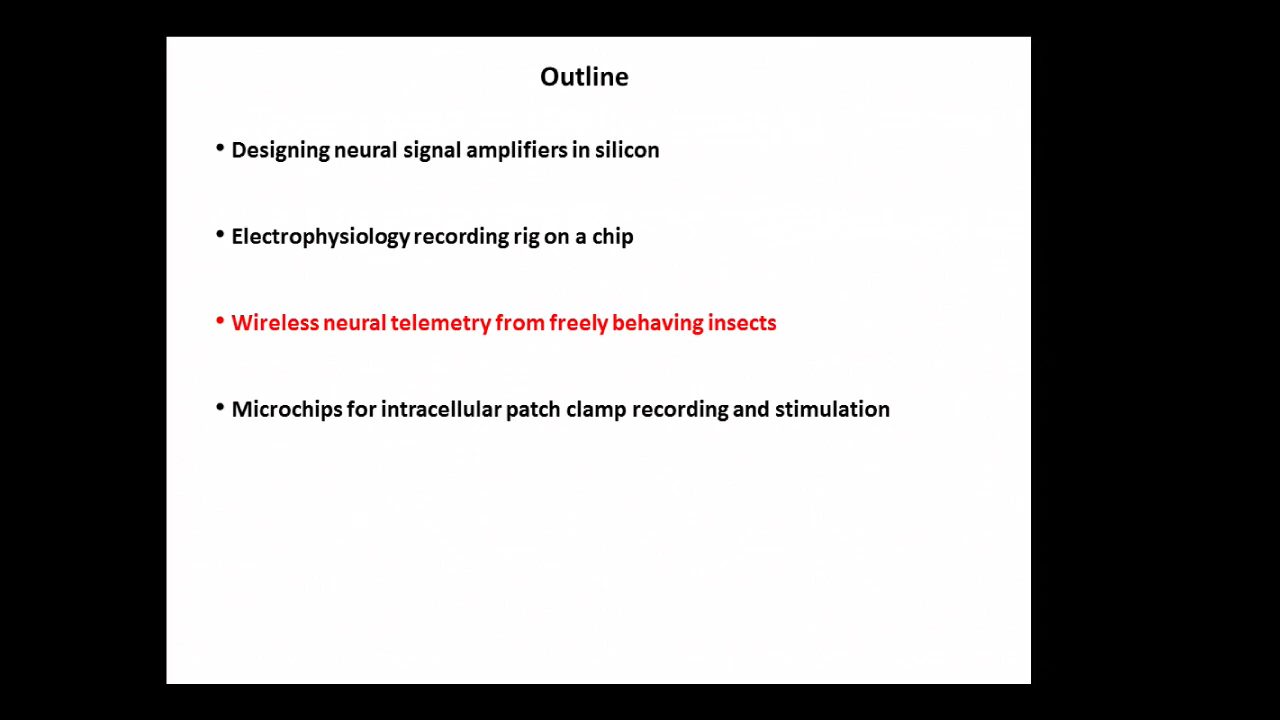 Outline
• Designing neural signal amplifiers in silicon
• Electrophysiology recording rig on a chip
• Wireless neural telemetry from freely behaving insects
• Microchips for intracellular patch clamp recording and stimulation